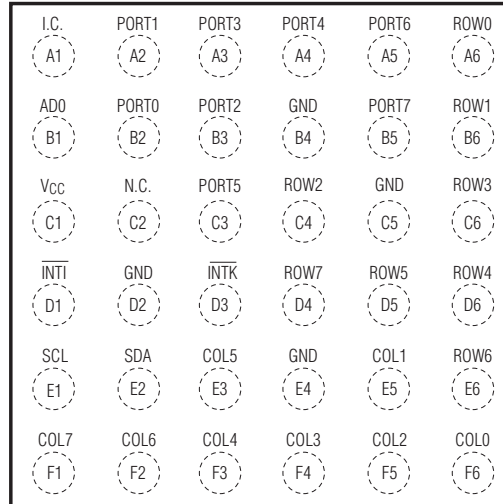 I.C. PORT1 PORT3 PORT4 PORT6 ROW0
A1 A2 A3 A4 A5 A6
AD0 PORT0 PORT2 GND PORT7 ROW1
B1 B2 B3 B4 B5 B6
VCC N.C. PORT5 ROW2 GND ROW3
C1 C2 C3 C4 C5 C6
INTI GND INTK ROW7 ROW5 ROW4
D1 D2 D3 D4 D5 D6
SCL SDA COL5 GND COL1 ROW6
E1 E2 E3 E4 E5 E6
COL7 COL6 COL4 COL3 COL2 COL0
F1 F2 F3 F4 F5 F6